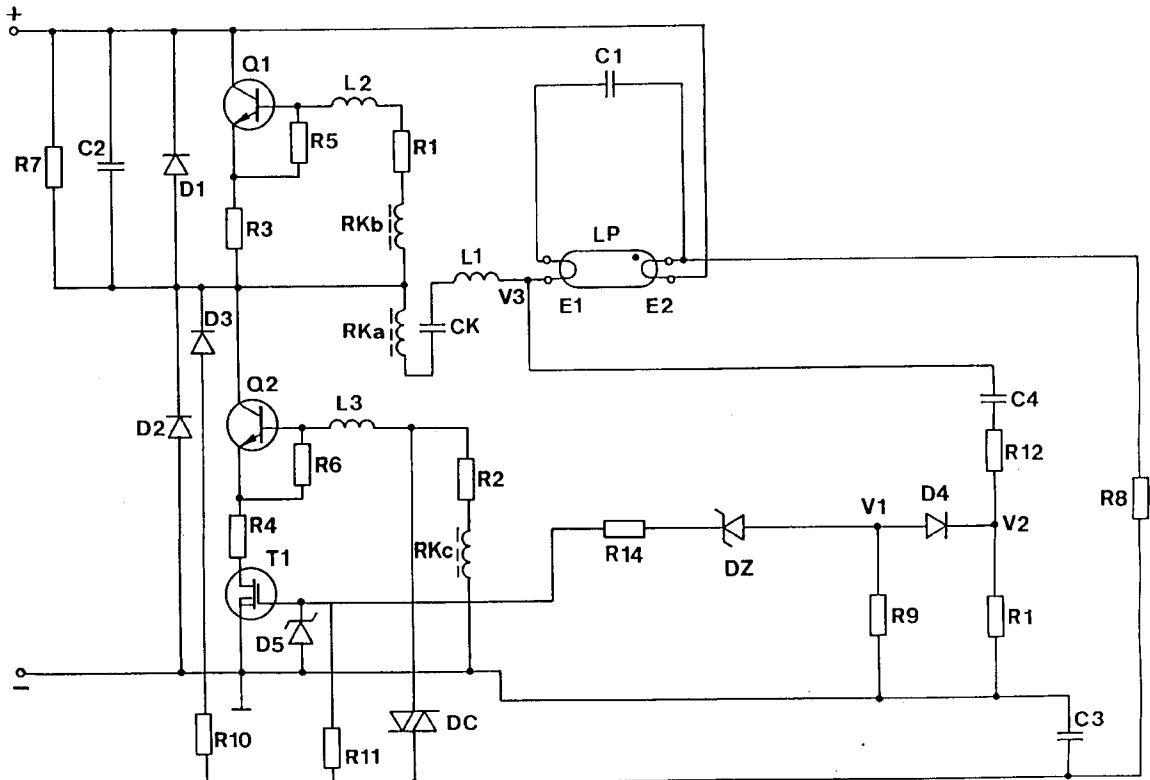 +
Q1
L2
C1
R7
C2
D1
R5
R1
R3
RKb
LP
L1
V3
E1
E2
D3
RKa
CK
Q2
L3
C4
D2
R6
R2
R12
R8
R4
V1
D4
V2
T1
RKc
R14
DZ
D5
R9
R1
−
R10
R11
DC
C3